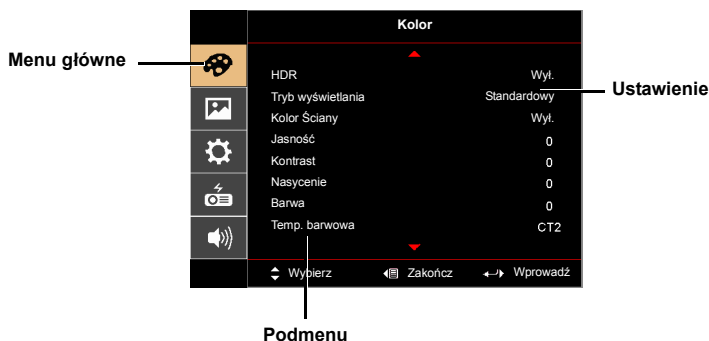 Kolor
Menu główne
HDR Wył.
Tryb wyświetlania Standardowy
Ustawienie
Kolor Ściany Wył.
Jasność 0
Kontrast 0
Nasycenie 0
Barwa 0
Temp. barwowa CT2
Wybierz Zakończ Wprowadź
Podmenu